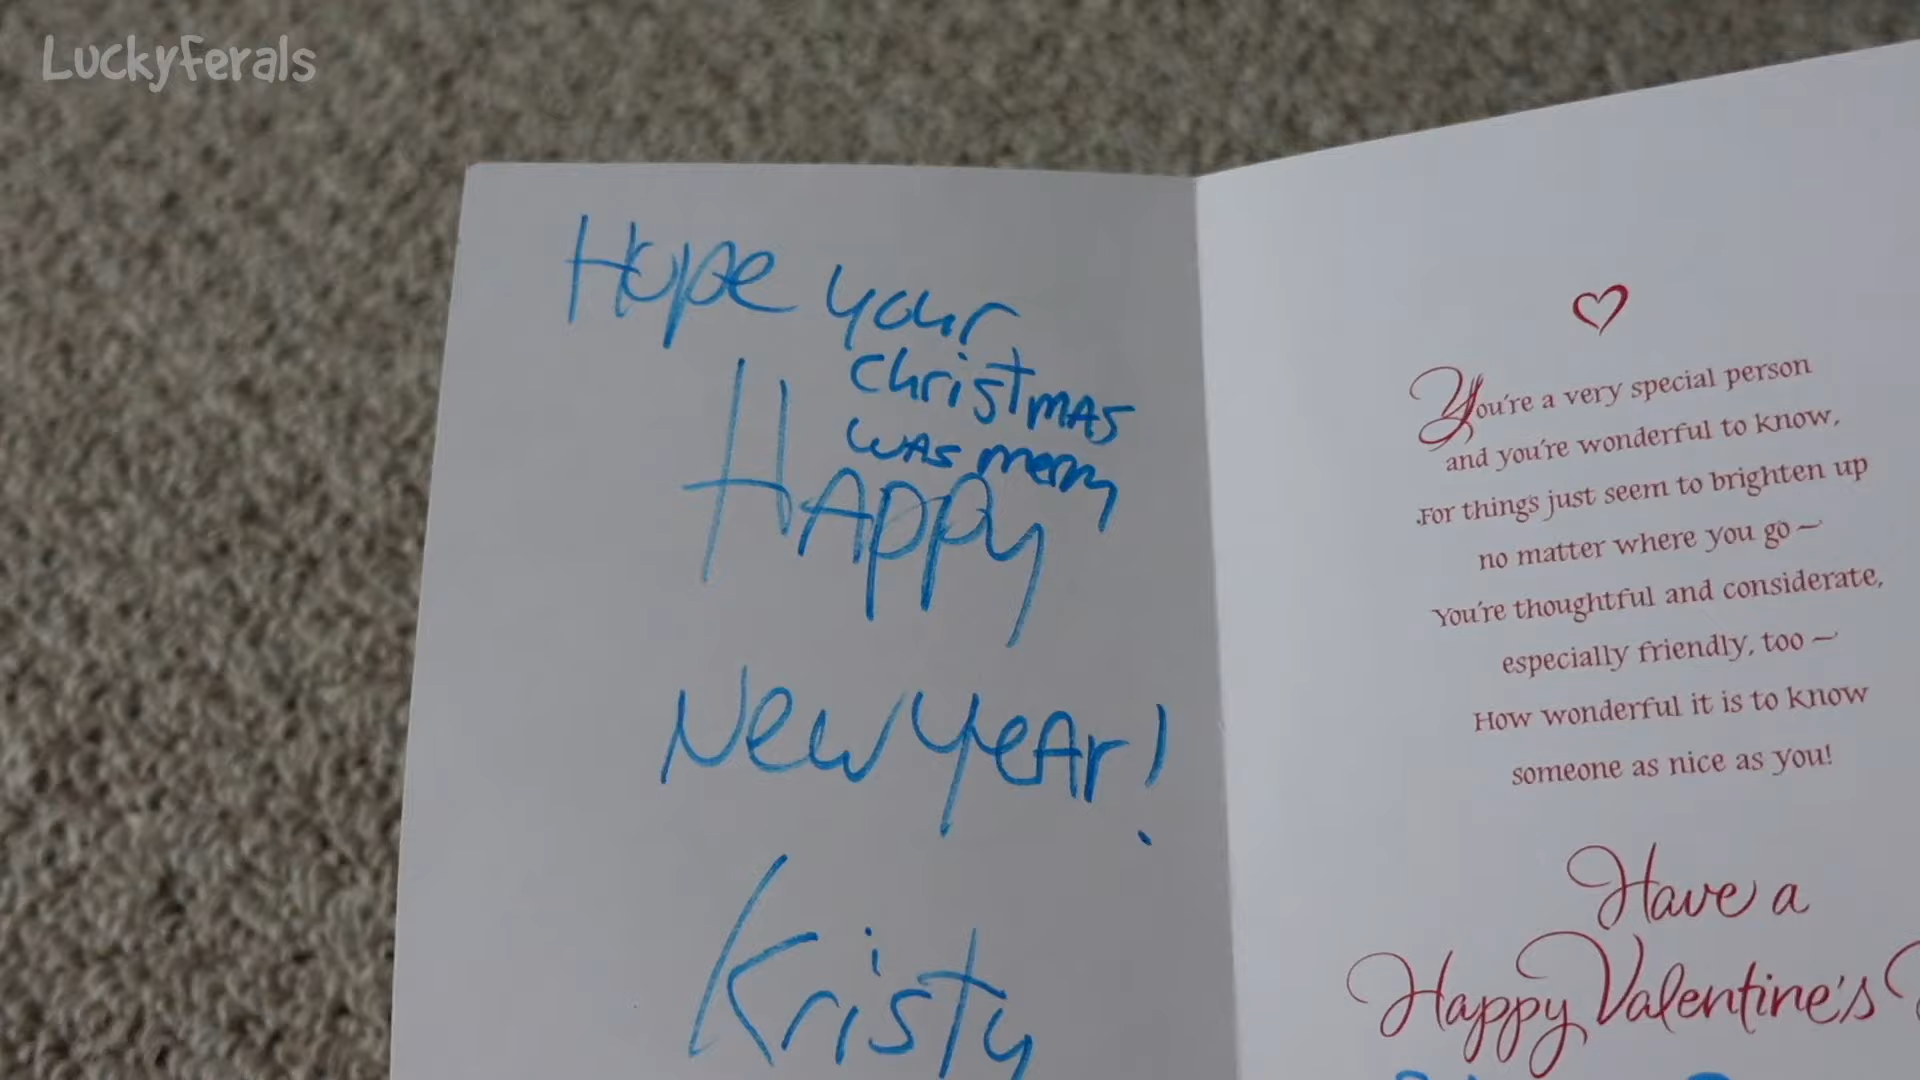 LuckyFerals
Hope your
christmas
was merry
Happy
New Year!
Kristy
You're a very special person
and you're wonderful to know,
For things just seem to brighten up
no matter where you go —
You're thoughtful and considerate,
especially friendly, too —
How wonderful it is to know
someone as nice as you!
Have a
Happy Valentine's